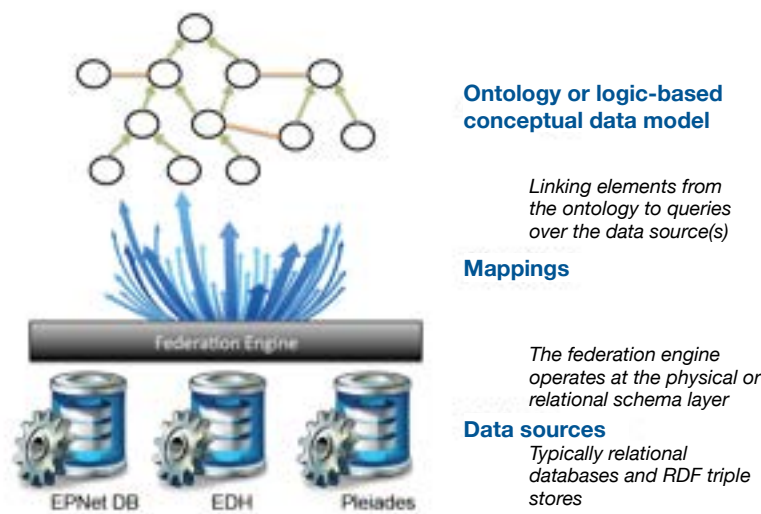 Ontology or logic-based
conceptual data model
Linking elements from
the ontology to queries
over the data source(s)
Mappings
Federation Engine
The federation engine
operates at the physical or
relational schema layer
Data sources
Typically relational
databases and RDF triple
stores
EPNet DB
EDH
Pleiades